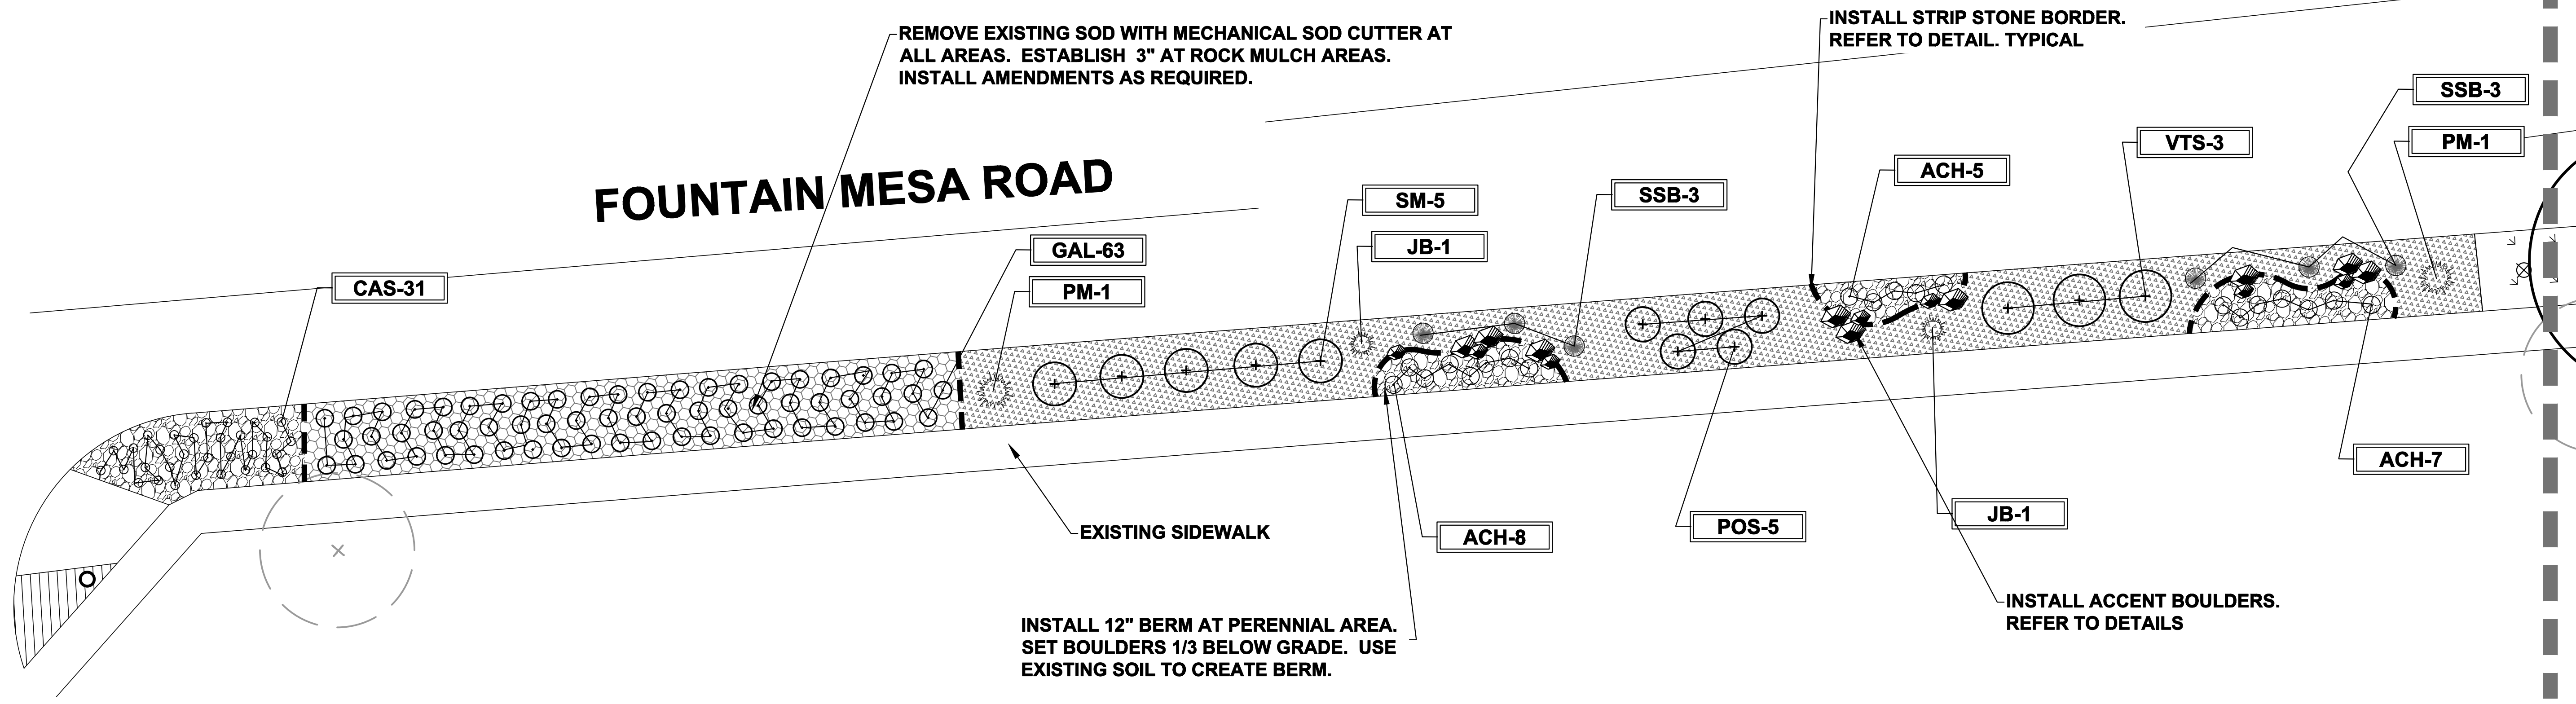 REMOVE EXISTING SOD WITH MECHANICAL SOD CUTTER AT
ALL AREAS. ESTABLISH 3" AT ROCK MULCH AREAS.
INSTALL AMENDMENTS AS REQUIRED.
INSTALL STRIP STONE BORDER.
REFER TO DETAIL. TYPICAL
SSB-3
PM-1
VTS-3
ACH-5
SSB-3
SM-5
JB-1
FOUNTAIN MESA ROAD
GAL-63
PM-1
CAS-31
ACH-7
JB-1
POS-5
ACH-8
EXISTING SIDEWALK
INSTALL ACCENT BOULDERS.
REFER TO DETAILS
INSTALL 12" BERM AT PERENNIAL AREA.
SET BOULDERS 1/3 BELOW GRADE. USE
EXISTING SOIL TO CREATE BERM.